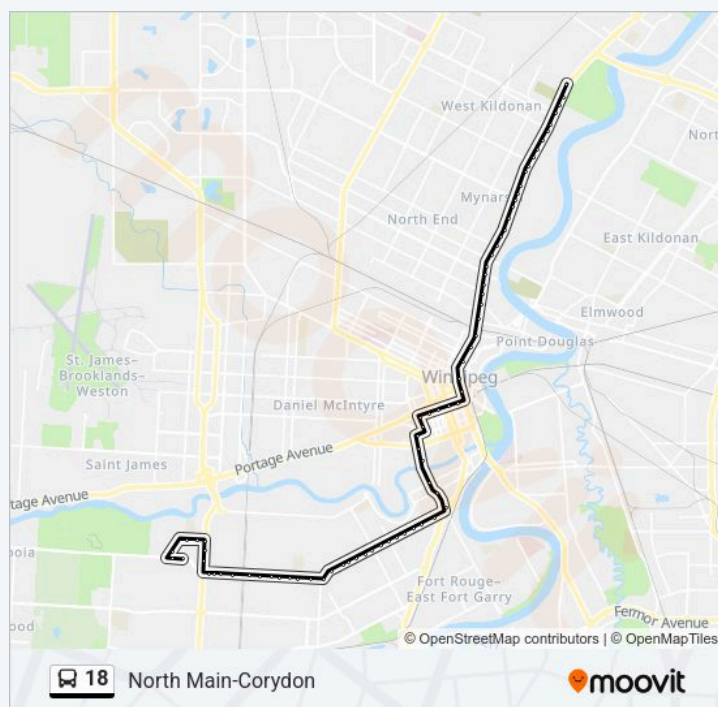 West Kildonan
Nort
Mynars
North End
East Kildonan
Elmwood
Point Douglas
St. James–
Brooklands–
Weston
Winnipeg
Daniel McIntyre
Portage Avenue
Saint James
rtage Avenue
boia
Fort Rouge–
East Fort Garry
ood
Fermor Avenue
© OpenStreetMap contributors | © OpenMapTiles
18 North Main-Corydon
moovit